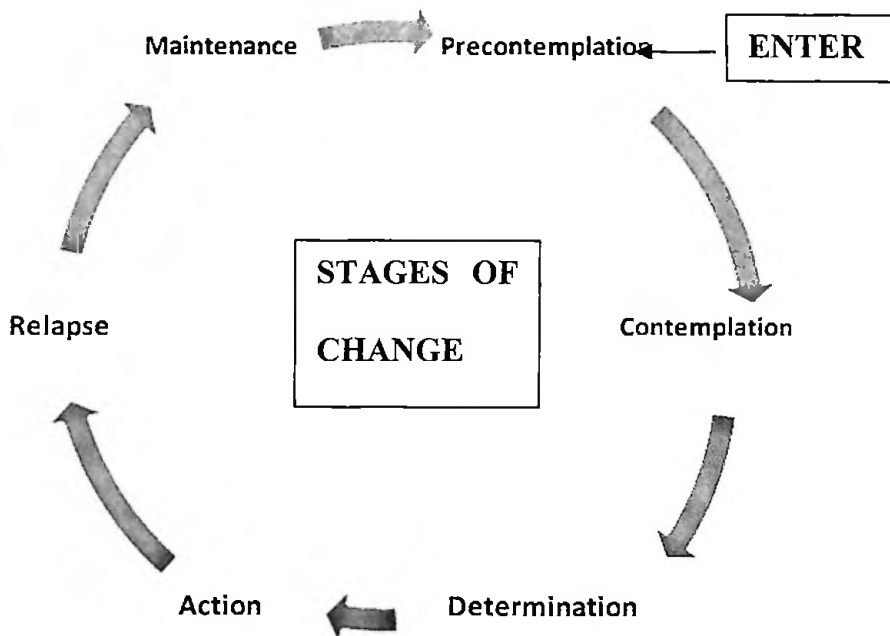 Maintenance
Precontemplation
ENTER
STAGES OF
CHANGE
Relapse
Contemplation
Action
Determination